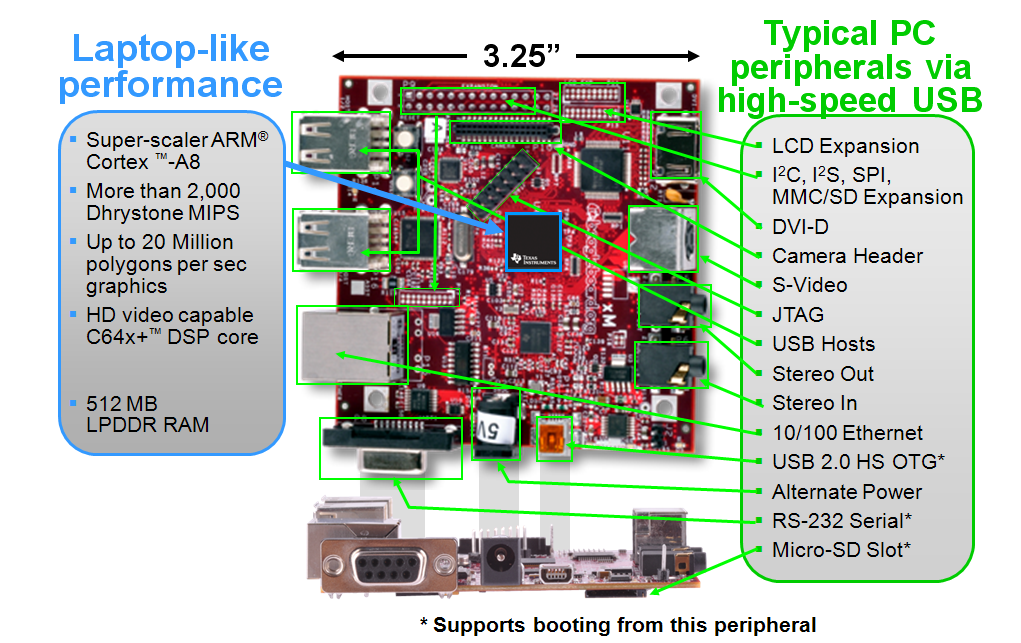 Laptop-like
performance
Super-scaler ARM®
Cortex ™-A8
More than 2,000
Dhrystone MIPS
Up to 20 Million
polygons per sec
graphics
HD video capable
C64x+™ DSP core
512 MB
LPDDR RAM
3.25”
TEXAS
INSTRUMENTS
beagleboard.org
xM
5V
Typical PC
peripherals via
high-speed USB
LCD Expansion
I²C, I²S, SPI,
MMC/SD Expansion
DVI-D
Camera Header
S-Video
JTAG
USB Hosts
Stereo Out
Stereo In
10/100 Ethernet
USB 2.0 HS OTG*
Alternate Power
RS-232 Serial*
Micro-SD Slot*
* Supports booting from this peripheral